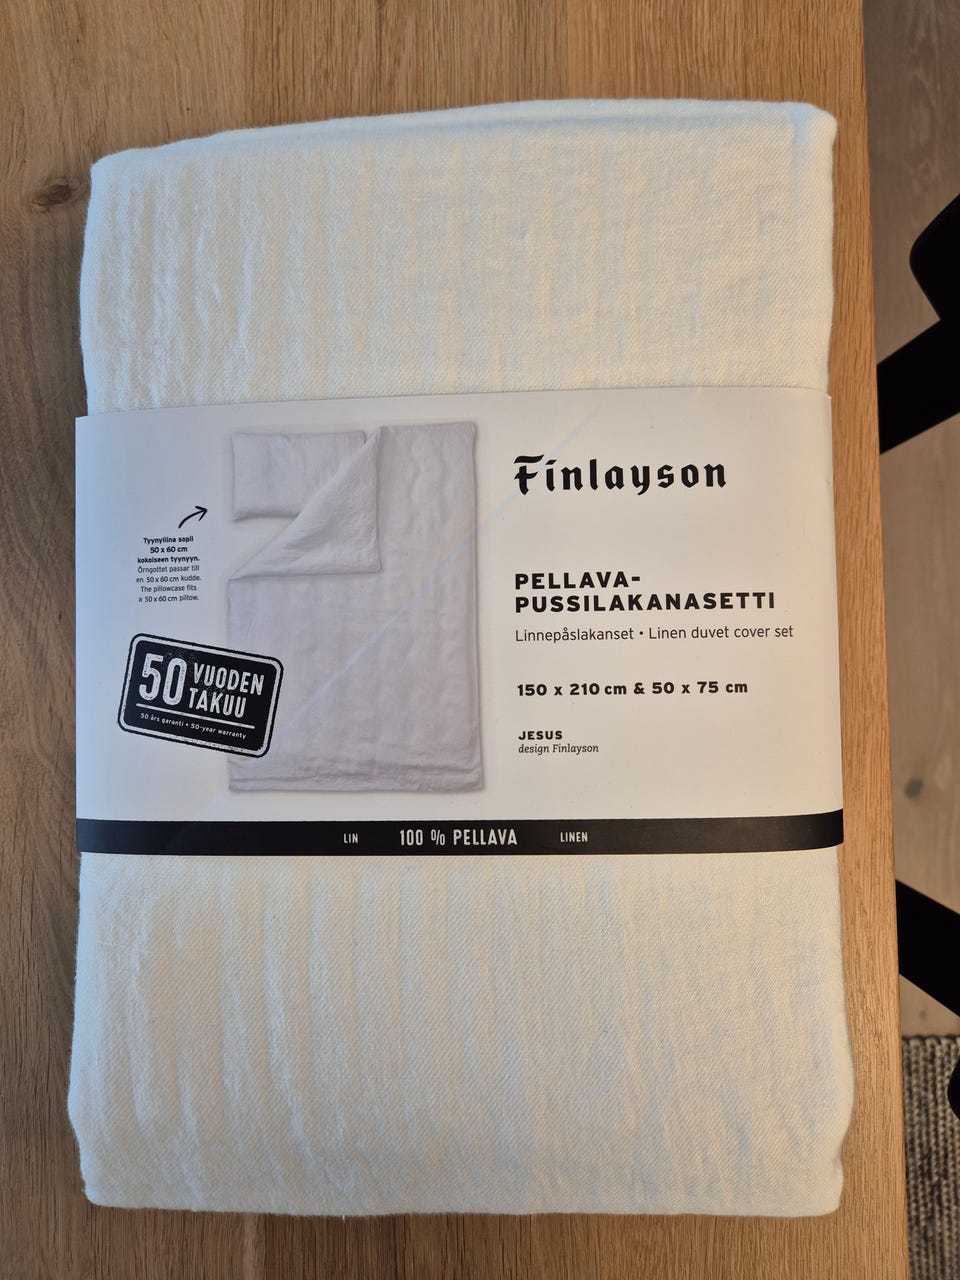 Finlayson
Tyynyliina sopii
50 x 60 cm
kokoiseen tyynyyn.
Örngottet passar till
en 50 x 60 cm kudde.
The pillowcase fits
a 50 x 60 cm pillow.
PELLAVA-
PUSSILAKANASETTI
Linnepåslakanset • Linen duvet cover set
50 VUODEN
TAKUU
50 års garanti • 50-year warranty
150 x 210 cm & 50 x 75 cm
JESUS
design Finlayson
LIN 100 % PELLAVA LINEN